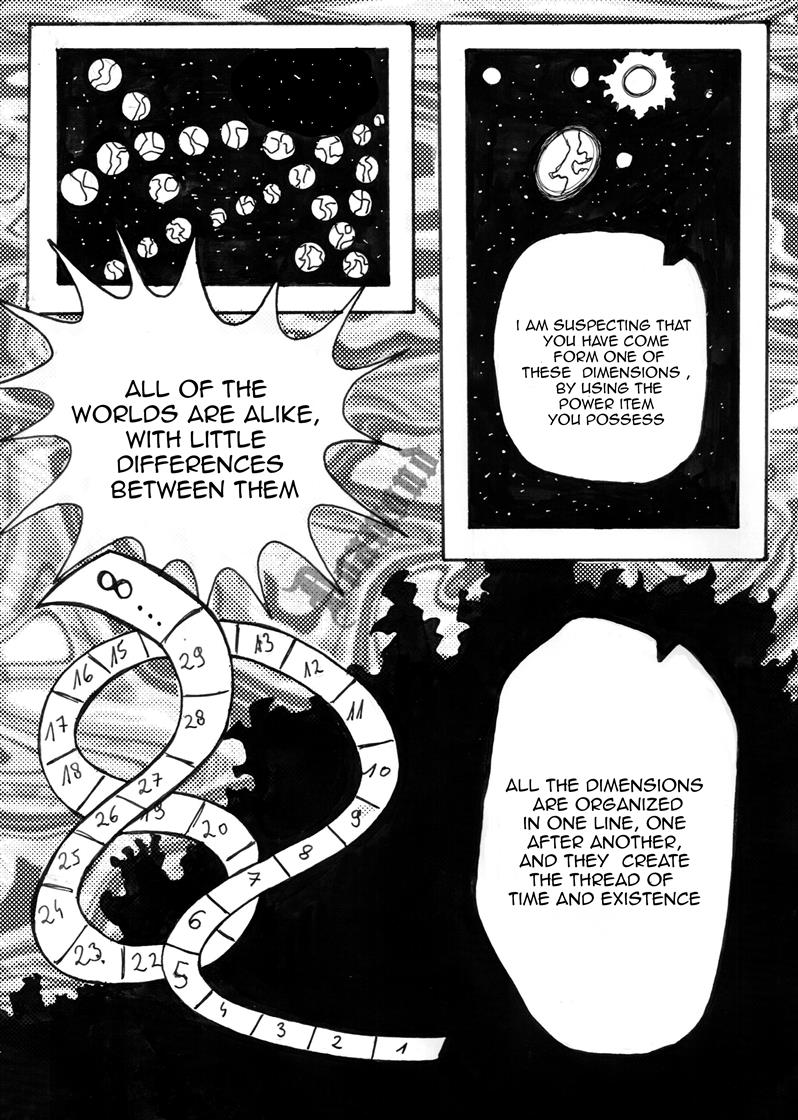 ALL OF THE
WORLDS ARE ALIKE,
WITH LITTLE
DIFFERENCES
BETWEEN THEM
I AM SUSPECTING THAT
YOU HAVE COME
FORM ONE OF
THESE DIMENSIONS ,
BY USING THE
POWER ITEM
YOU POSSESS
∞...
29
28
27
26
25
24
23.
22
20
19
18
17
16
15
13
12
11
10
9
8
7
6
5
4
3
2
1
ALL THE DIMENSIONS
ARE ORGANIZED
IN ONE LINE, ONE
AFTER ANOTHER,
AND THEY CREATE
THE THREAD OF
TIME AND EXISTENCE